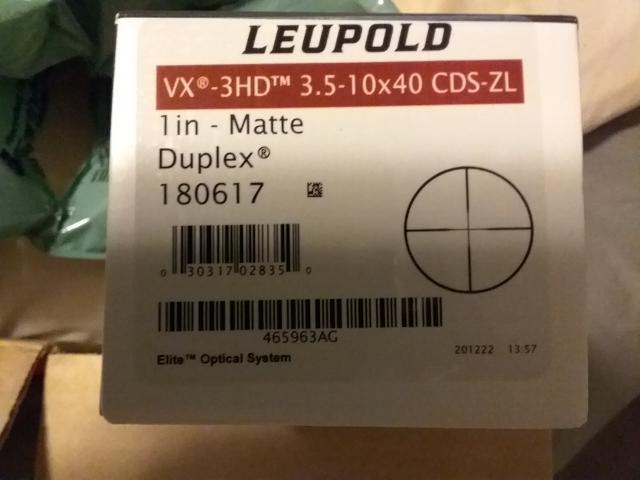 LEUPOLD
VX®-3HD™ 3.5-10x40 CDS-ZL
1in - Matte
Duplex®
180617
0 30317 02835 0
465963AG
Elite™ Optical System
201222 13:57